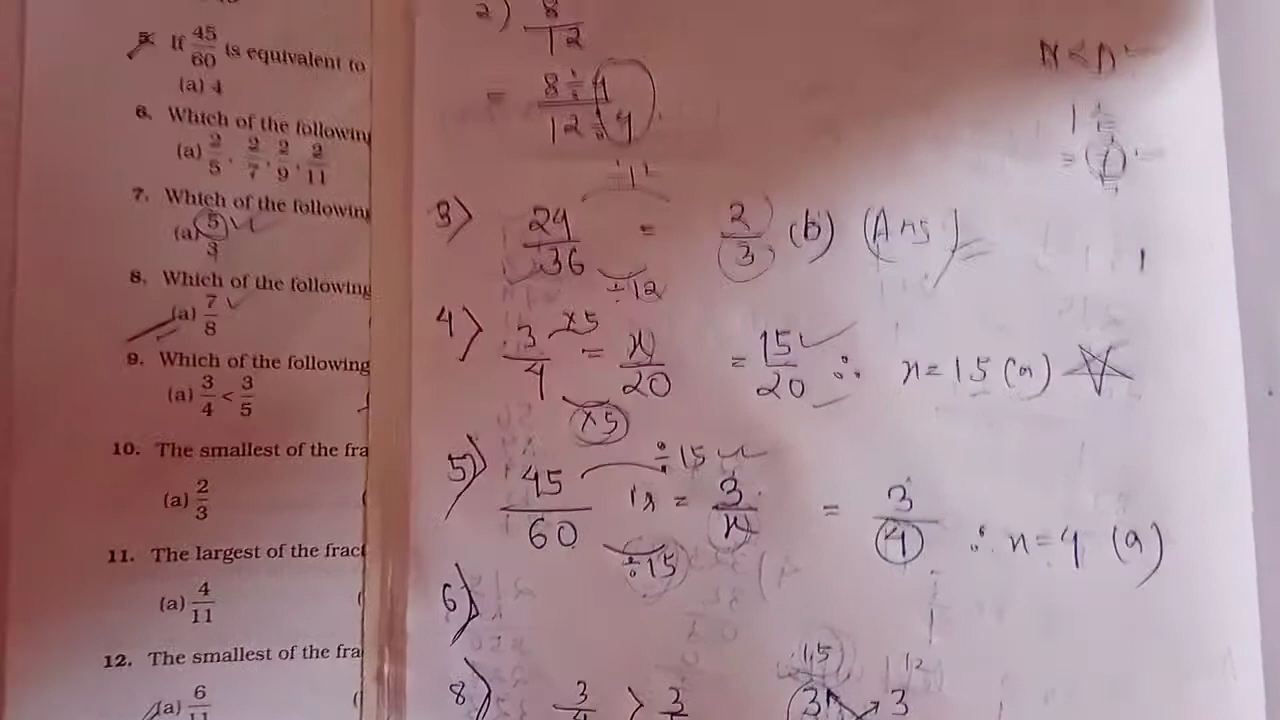 5. If 45/60 is equivalent to
(a) 4
6. Which of the following
(a) 2/5, 2/7, 2/9, 2/11
7. Which of the following
(a) 5/3
8. Which of the following
(a) 7/8
9. Which of the following
(a) 3/4 < 3/5
10. The smallest of the fra
(a) 2/3
11. The largest of the fract
(a) 4/11
12. The smallest of the fra
(a) 6/11
2) 8/12
= 8÷4/12÷4
N<D
3) 24/36 = 2/3 (b) (Ans)
÷12
4) 3/4 ×5 = x/20 = 15/20 ∴ x=15 (a)
×5
5) 45/60 ÷15 is = 3/x = 3/4 ∴ x=4 (a)
÷15
6)
8) 3/4 > 3/
15 12
3 3